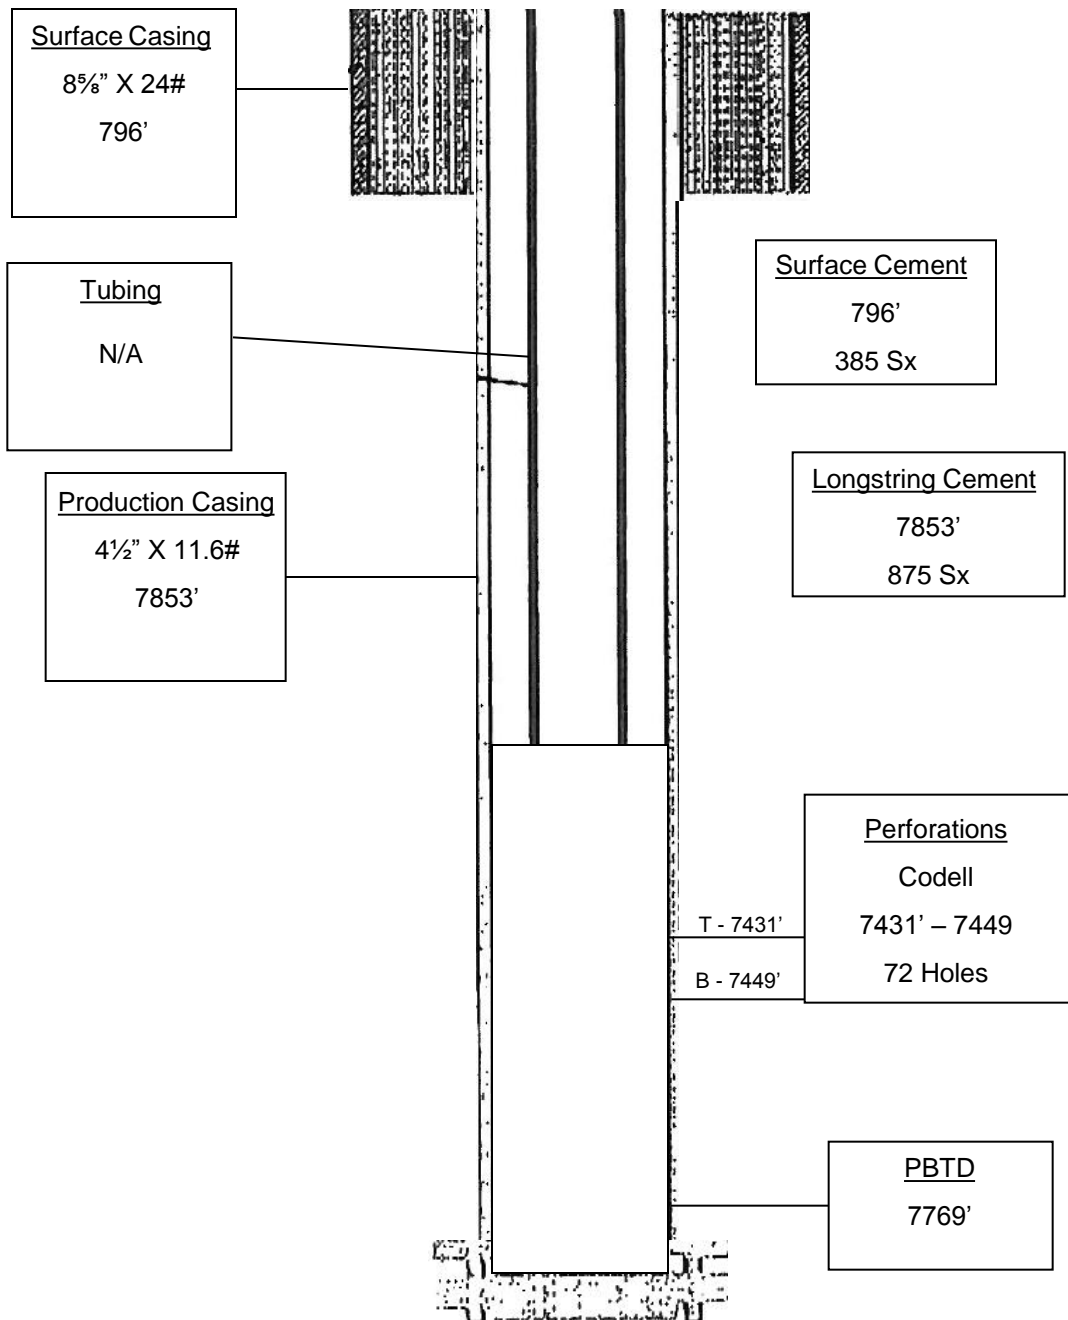 Surface Casing
8⅝” X 24#
796’
Tubing
N/A
Production Casing
4½” X 11.6#
7853’
Surface Cement
796’
385 Sx
Longstring Cement
7853’
875 Sx
Perforations
Codell
7431’ – 7449
72 Holes
T - 7431’
B - 7449’
PBTD
7769’